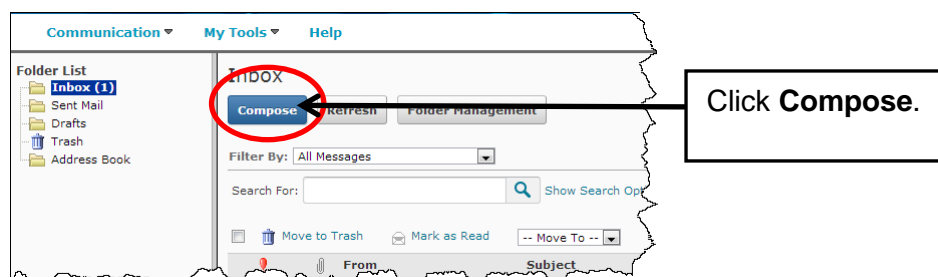 Communication ▾ My Tools ▾ Help
Folder List
Inbox (1)
Sent Mail
Drafts
Trash
Address Book
Inbox
Compose Refresh Folder Management
Filter By: All Messages
Search For: Show Search Opt
Move to Trash Mark as Read -- Move To --
From Subject
Click Compose.